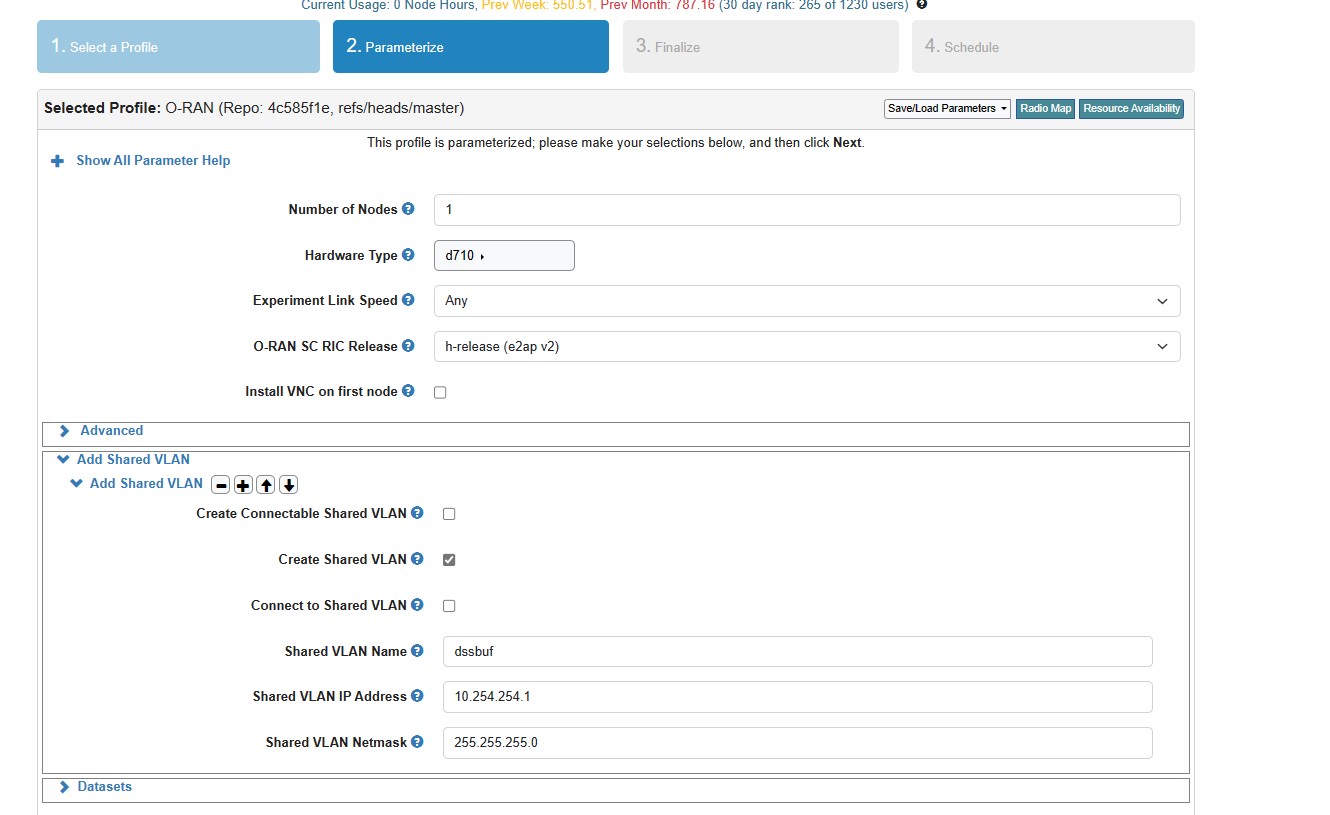 Current Usage: 0 Node Hours, Prev Week: 550.51, Prev Month: 787.16 (30 day rank: 265 of 1230 users)
1. Select a Profile
2. Parameterize
3. Finalize
4. Schedule
Selected Profile: O-RAN (Repo: 4c585f1e, refs/heads/master)
Save/Load Parameters
Radio Map
Resource Availability
This profile is parameterized; please make your selections below, and then click Next.
Show All Parameter Help
Number of Nodes 1
Hardware Type d710
Experiment Link Speed Any
O-RAN SC RIC Release h-release (e2ap v2)
Install VNC on first node
Advanced
Add Shared VLAN
Add Shared VLAN
Create Connectable Shared VLAN
Create Shared VLAN
Connect to Shared VLAN
Shared VLAN Name dssbuf
Shared VLAN IP Address 10.254.254.1
Shared VLAN Netmask 255.255.255.0
Datasets